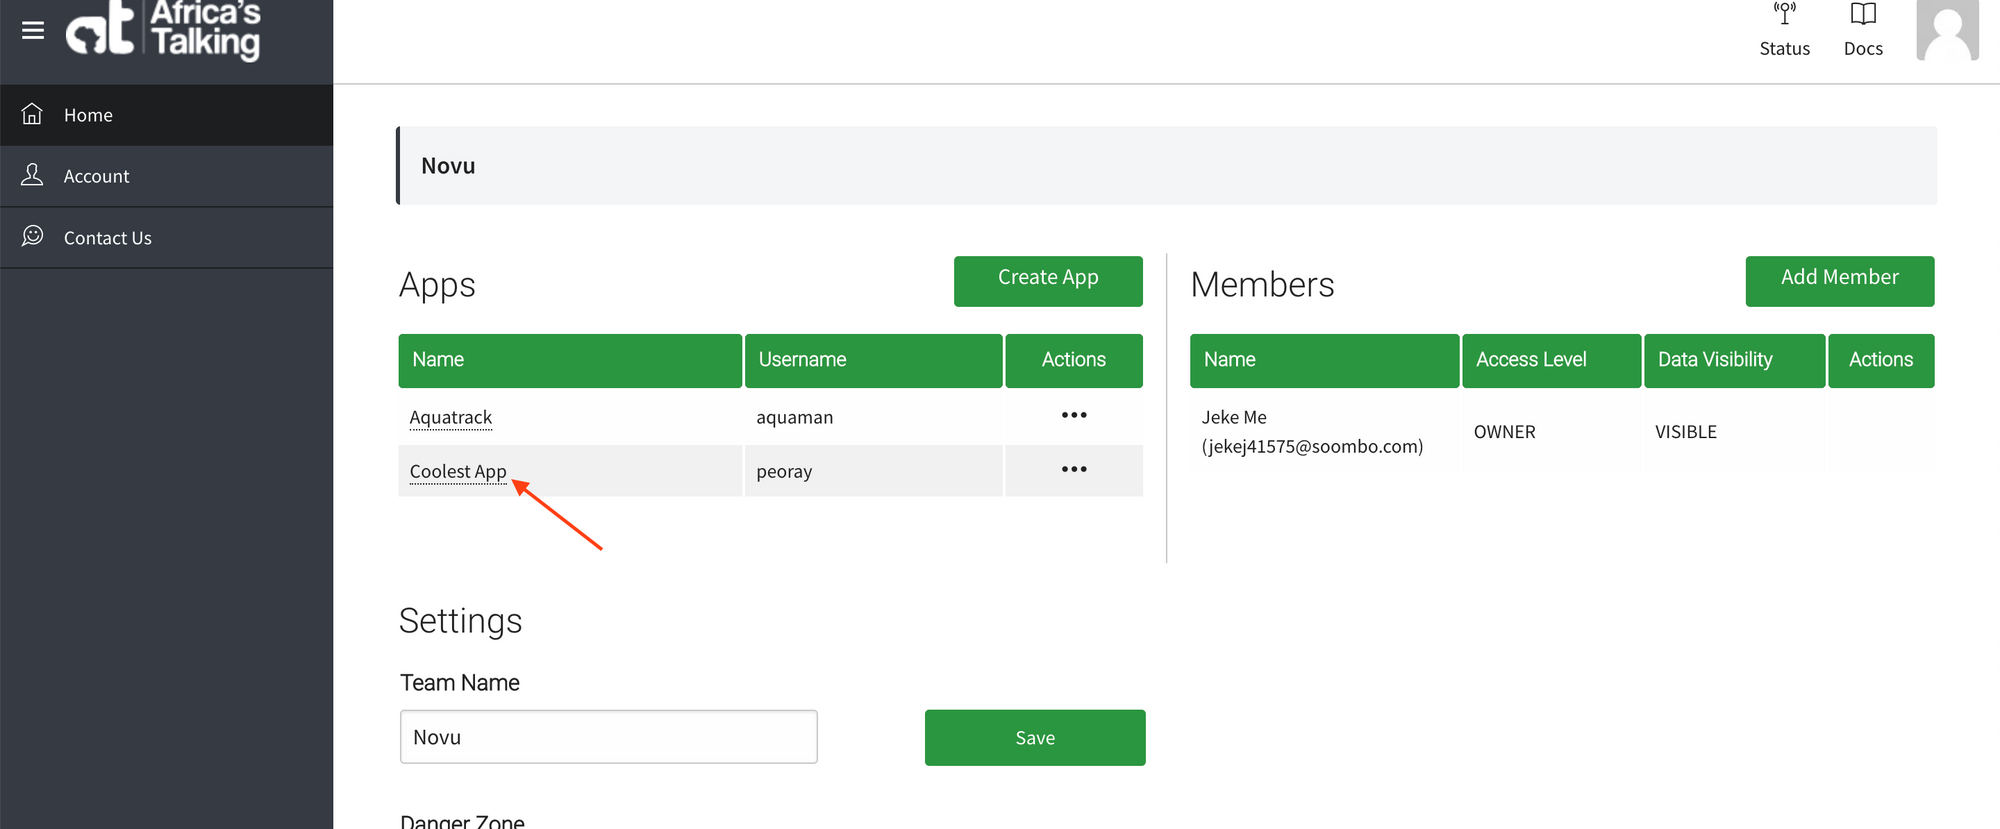 Africa's
Talking
Status
Docs
Home
Account
Contact Us
Novu
Apps
Create App
Name
Username
Actions
Aquatrack
aquaman
•••
Coolest App
peoray
•••
Members
Add Member
Name
Access Level
Data Visibility
Actions
Jeke Me
(jekej41575@soombo.com)
OWNER
VISIBLE
Settings
Team Name
Novu
Save
Danger Zone